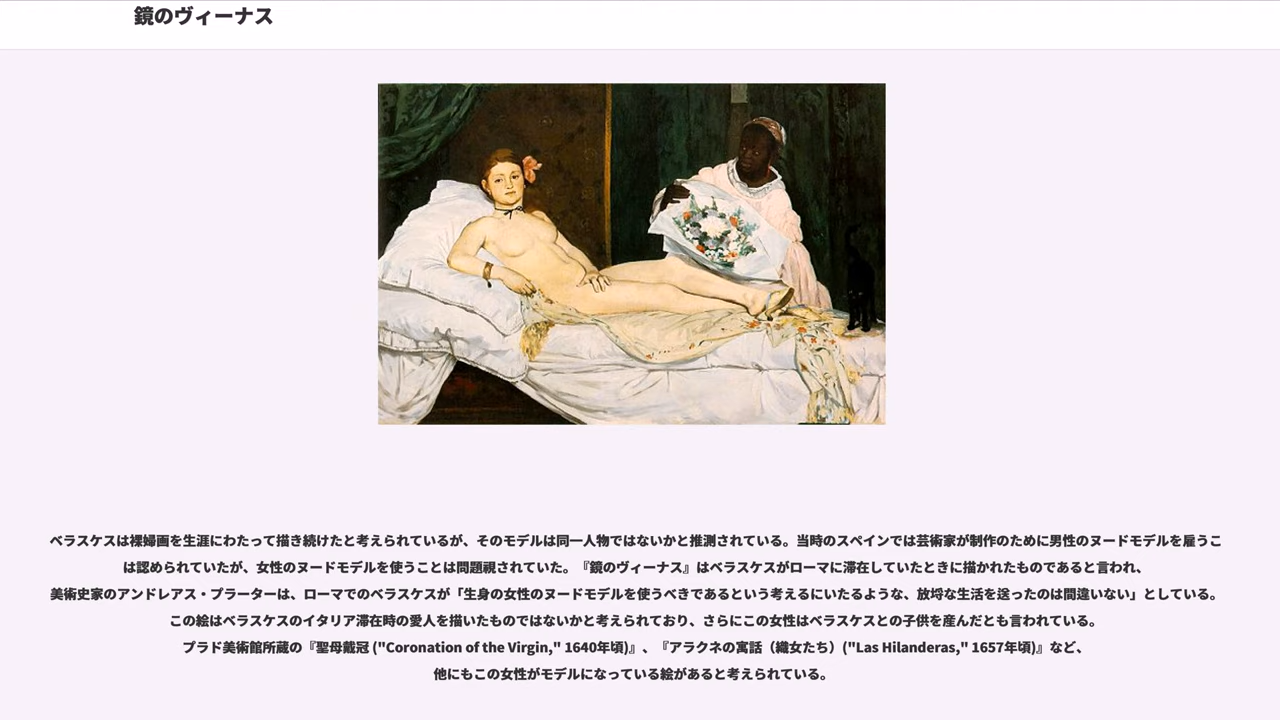 鏡のヴィーナス
ベラスケスは裸婦画を生涯にわたって描き続けたと考えられているが、そのモデルは同一人物ではないかと推測されている。当時のスペインでは芸術家が制作のために男性のヌードモデルを雇うこ
は認められていたが、女性のヌードモデルを使うことは問題視されていた。『鏡のヴィーナス』はベラスケスがローマに滞在していたときに描かれたものであると言われ、
美術史家のアンドレアス・プラーターは、ローマでのベラスケスが「生身の女性のヌードモデルを使うべきであるという考えるにいたるような、放埒な生活を送ったのは間違いない」としている。
この絵はベラスケスのイタリア滞在時の愛人を描いたものではないかと考えられており、さらにこの女性はベラスケスとの子供を産んだとも言われている。
プラド美術館所蔵の『聖母戴冠 ("Coronation of the Virgin," 1640年頃)』、『アラクネの寓話（織女たち）("Las Hilanderas," 1657年頃)』など、
他にもこの女性がモデルになっている絵があると考えられている。